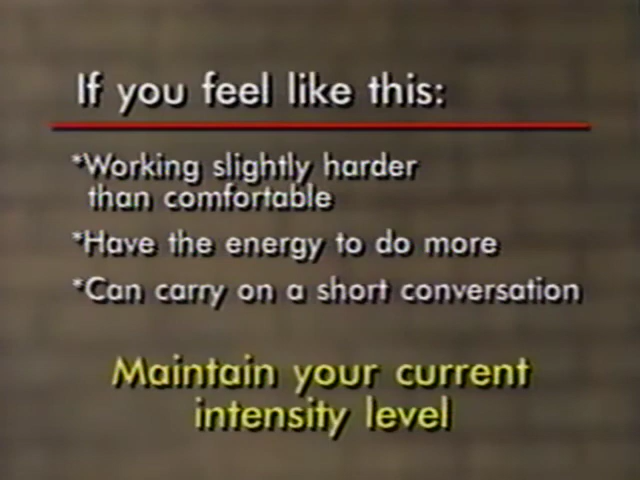 If you feel like this:
*Working slightly harder
than comfortable
*Have the energy to do more
*Can carry on a short conversation
Maintain your current
intensity level